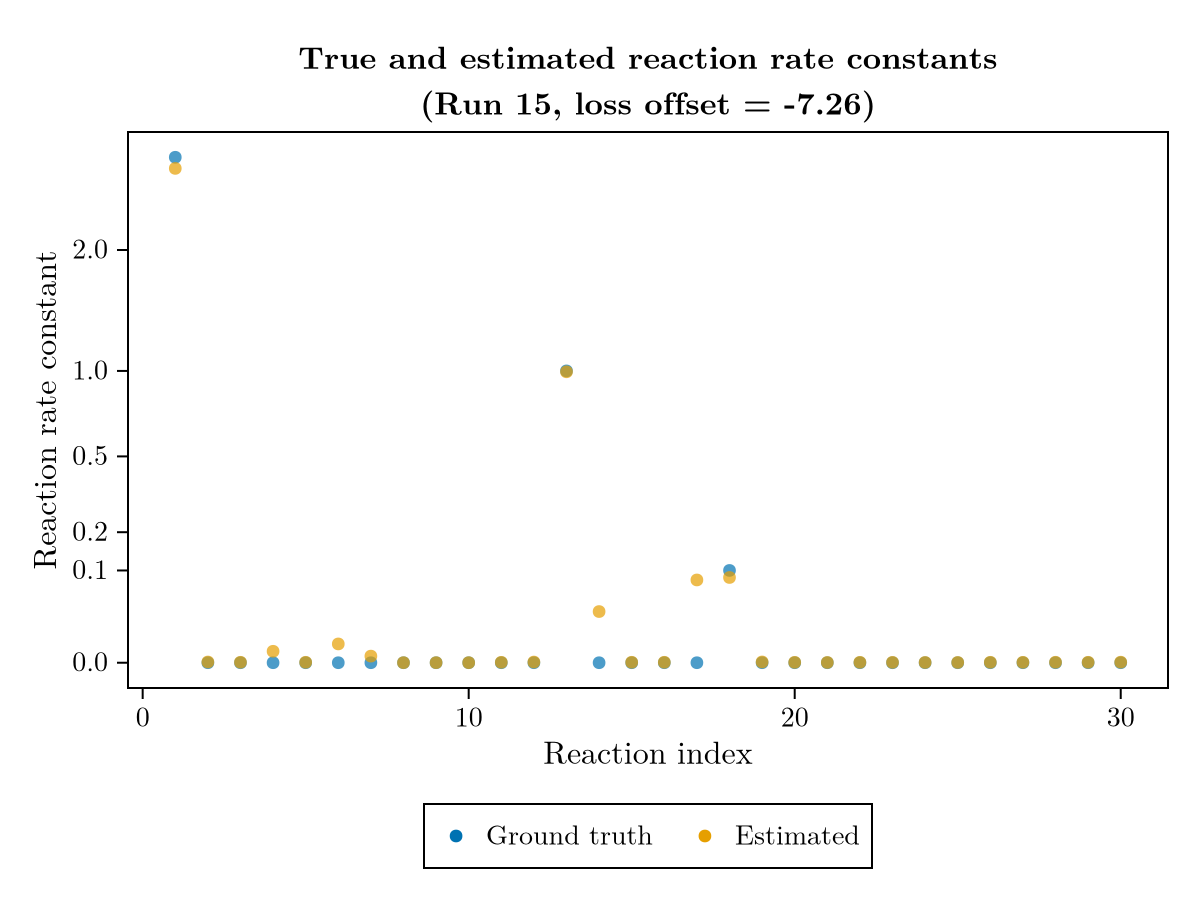 True and estimated reaction rate constants
(Run 15, loss offset = -7.26)
Reaction rate constant
2.0
1.0
0.5
0.2
0.1
0.0
0 10 20 30
Reaction index
Ground truth Estimated